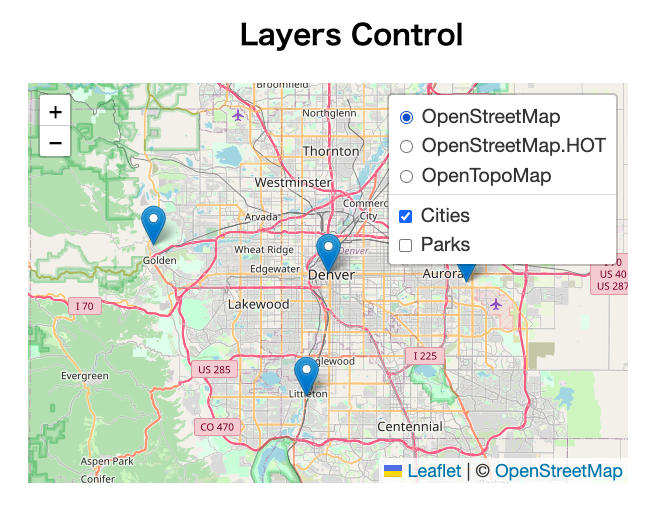 Layers Control
+
−
OpenStreetMap
OpenStreetMap.HOT
OpenTopoMap
Cities
Parks
Broomfield
Northglenn
Thornton
Westminster
Commerce
City
Arvada
Wheat Ridge
Denver
Golden
Edgewater
Denver
Aurora
US 40
US 287
I 70
Lakewood
I 225
US 285
Evergreen
Littleton
CO 470
Centennial
Aspen Park
Conifer
Leaflet | © OpenStreetMap